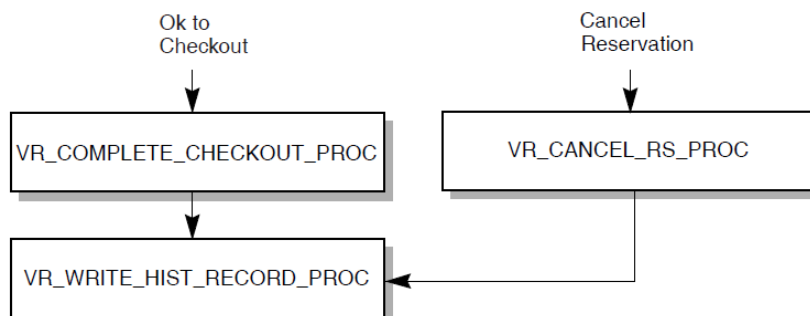 Ok to
Checkout
Cancel
Reservation
VR_COMPLETE_CHECKOUT_PROC
VR_CANCEL_RS_PROC
VR_WRITE_HIST_RECORD_PROC